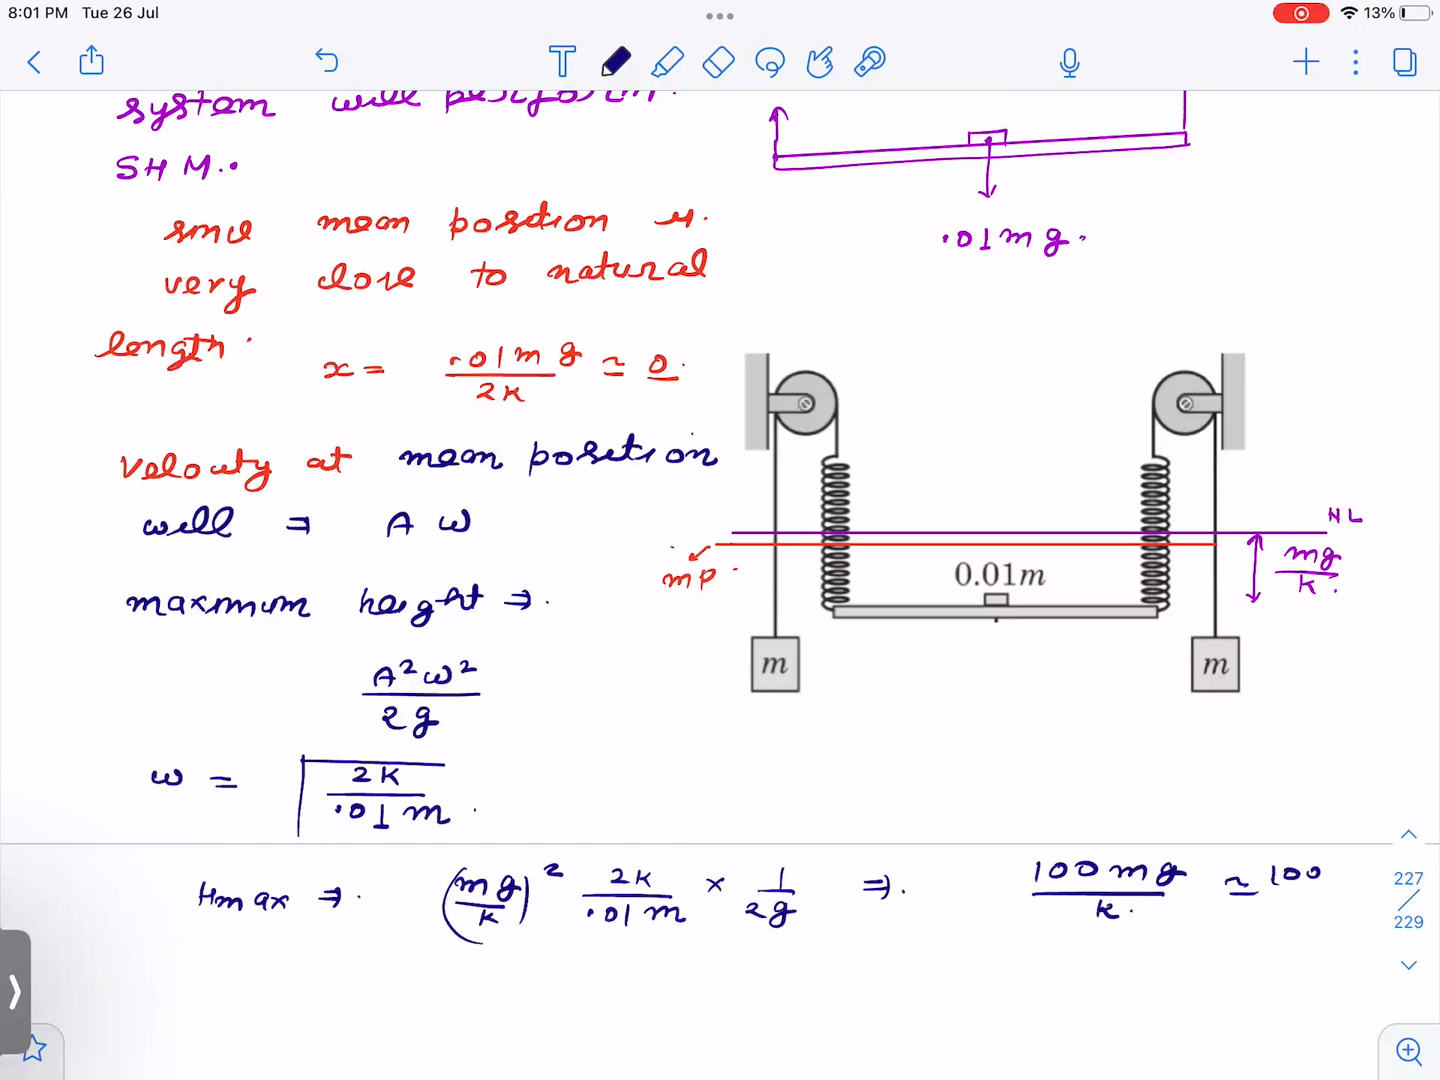 8:01 PM Tue 26 Jul
13%
T
system will perform.
SHM.
.01mg.
since mean position is.
very close to natural
length.
x = .01mg / 2k ≃ 0.
velocity at mean position
will ⇒ A ω
NL
mg / k.
MP.
0.01m
maximum height ⇒.
m
m
A²ω² / 2g
ω = √(2k / .01m).
Hmax ⇒. (mg/k)² 2k/.01m × 1/2g ⇒. 100mg/k. ≃ 100
227
229